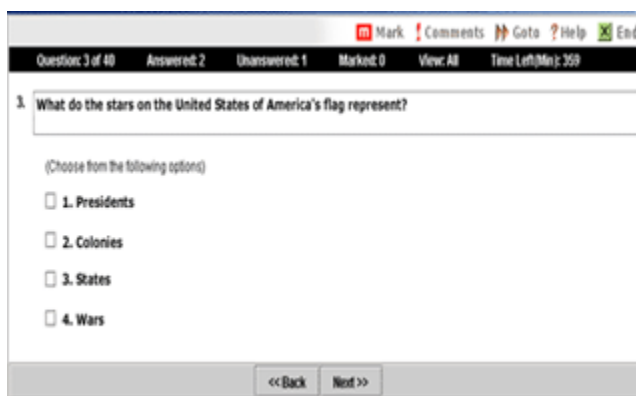 m Mark ! Comments Goto ? Help X End
Question: 3 of 40 Answered: 2 Unanswered: 1 Marked: 0 View: All Time Left(Min): 359
3. What do the stars on the United States of America's flag represent?
(Choose from the following options)
1. Presidents
2. Colonies
3. States
4. Wars
<< Back Next >>